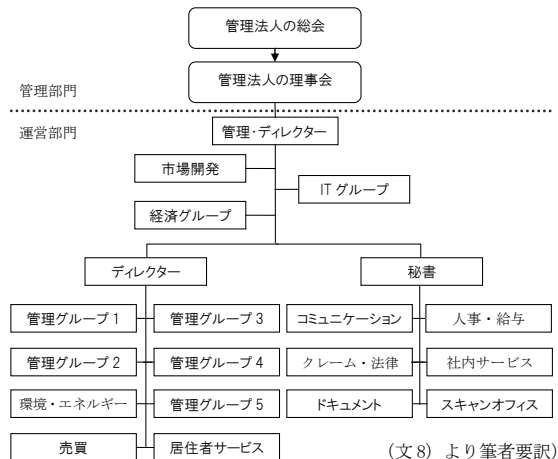 管理法人の総会
管理法人の理事会
管理部門
運営部門
管理・ディレクター
市場開発
IT グループ
経済グループ
ディレクター
秘書
管理グループ 1
管理グループ 3
コミュニケーション
人事・給与
管理グループ 2
管理グループ 4
クレーム・法律
社内サービス
環境・エネルギー
管理グループ 5
ドキュメント
スキャンオフィス
売買
居住者サービス
(文 8) より筆者要訳)